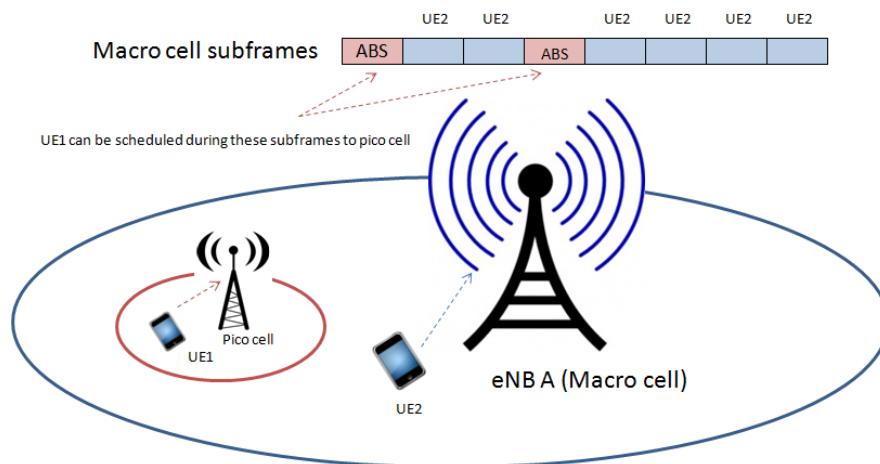 UE2 UE2 UE2 UE2 UE2 UE2
Macro cell subframes ABS ABS
UE1 can be scheduled during these subframes to pico cell
Pico cell
UE1
eNB A (Macro cell)
UE2